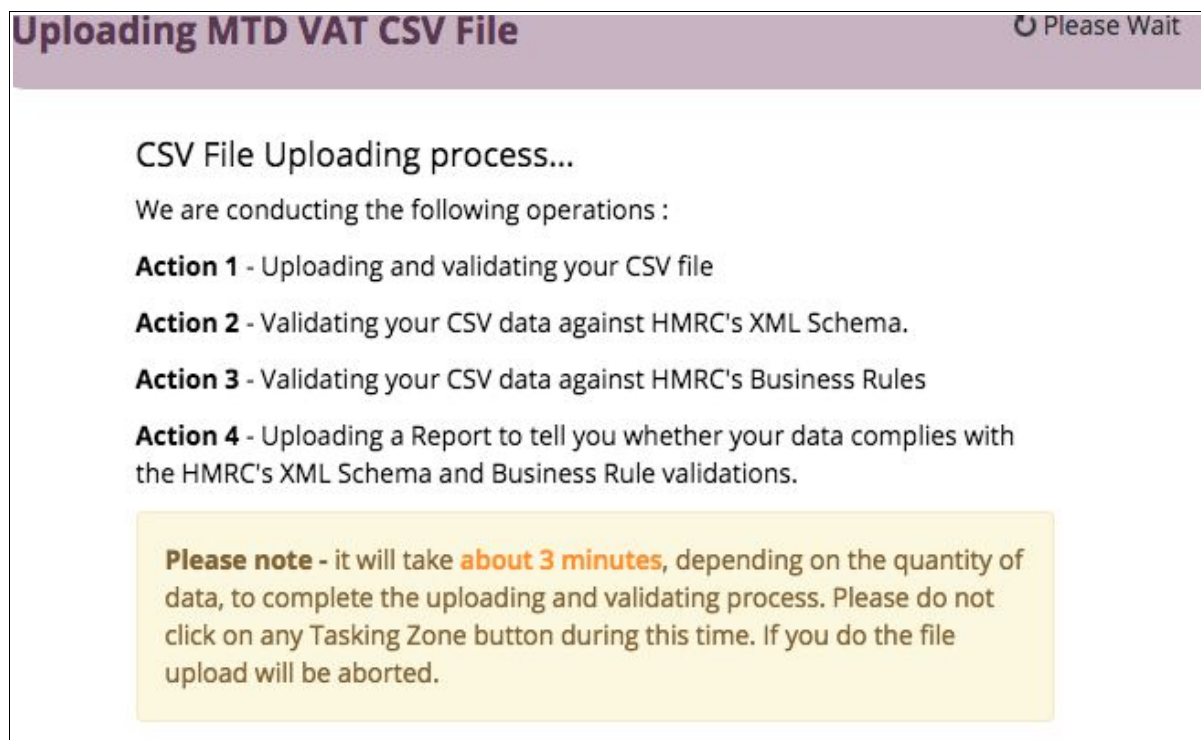 Uploading MTD VAT CSV File
Please Wait
CSV File Uploading process...
We are conducting the following operations :
Action 1 - Uploading and validating your CSV file
Action 2 - Validating your CSV data against HMRC's XML Schema.
Action 3 - Validating your CSV data against HMRC's Business Rules
Action 4 - Uploading a Report to tell you whether your data complies with
the HMRC's XML Schema and Business Rule validations.
Please note - it will take about 3 minutes, depending on the quantity of
data, to complete the uploading and validating process. Please do not
click on any Tasking Zone button during this time. If you do the file
upload will be aborted.